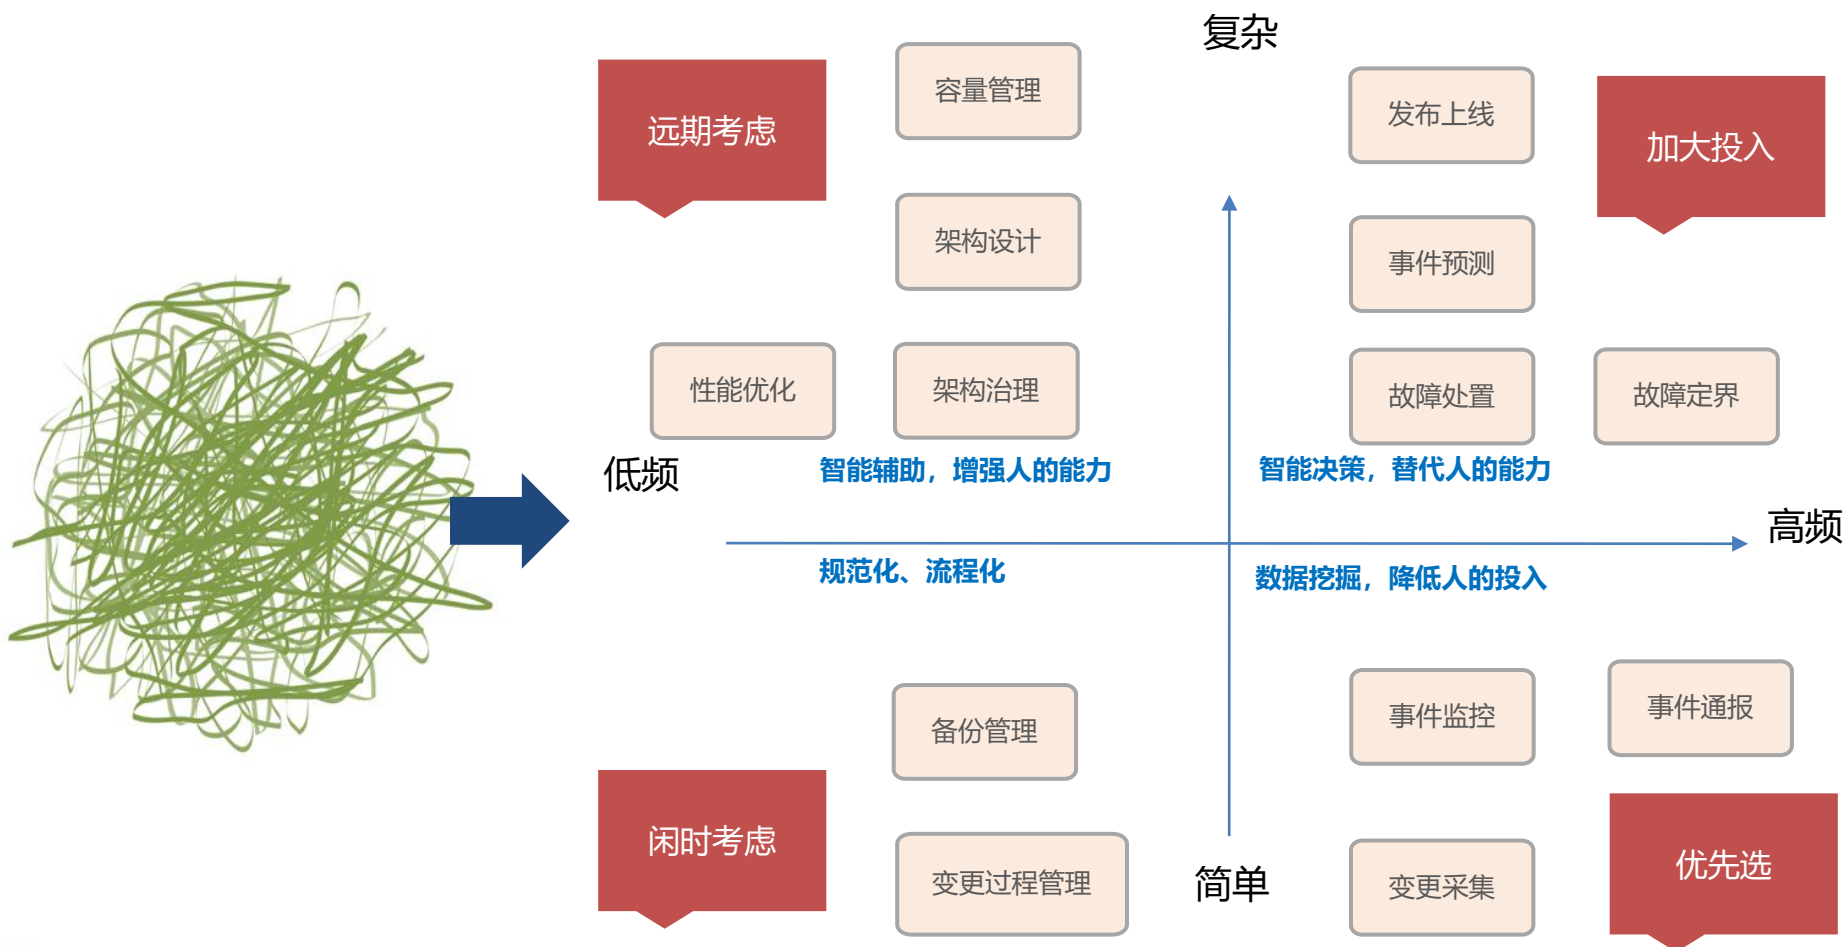 复杂
容量管理
发布上线
远期考虑
加大投入
架构设计
事件预测
性能优化
架构治理
故障处置
故障定界
低频
智能辅助，增强人的能力
智能决策，替代人的能力
高频
规范化、流程化
数据挖掘，降低人的投入
备份管理
事件监控
事件通报
闲时考虑
变更过程管理
简单
变更采集
优先选